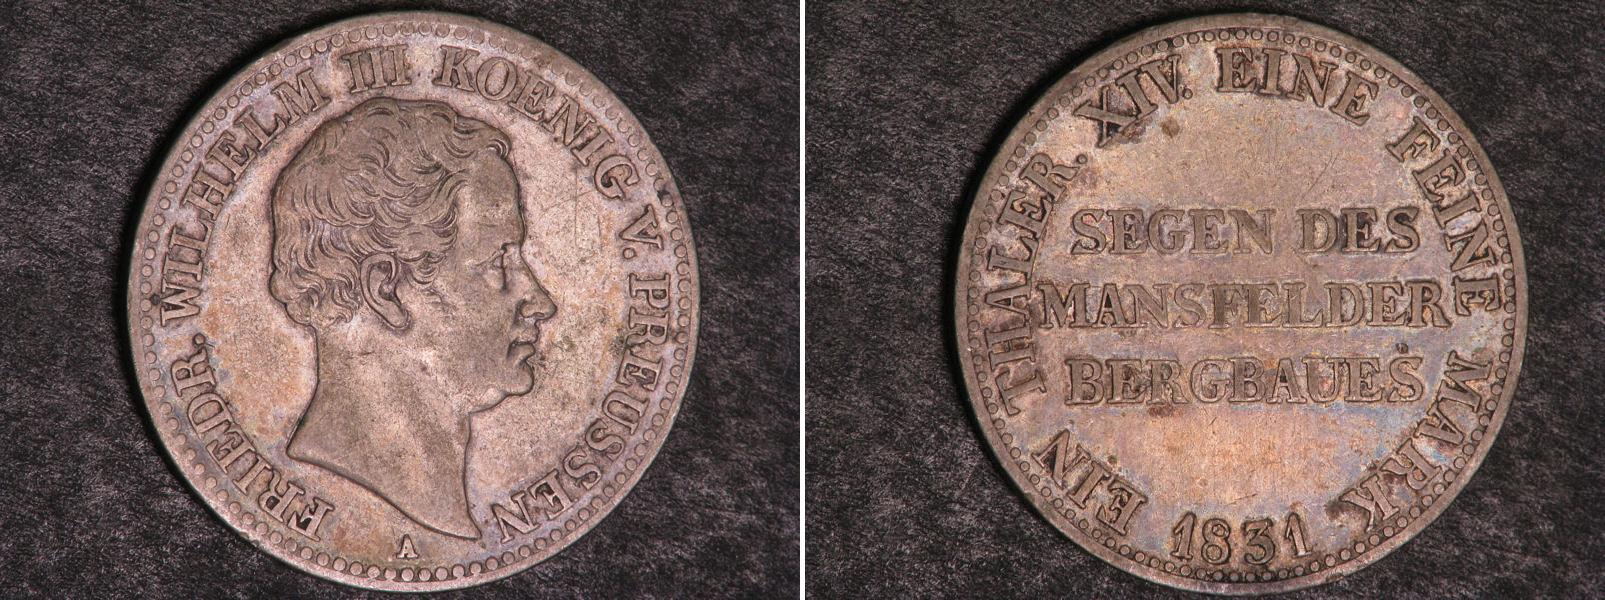 FRIEDR. WILHELM III KOENIG V. PREUSSEN
A
EIN THALER. XIV. EINE FEINE MARK
SEGEN DES
MANSFELDER
BERGBAUES
1831